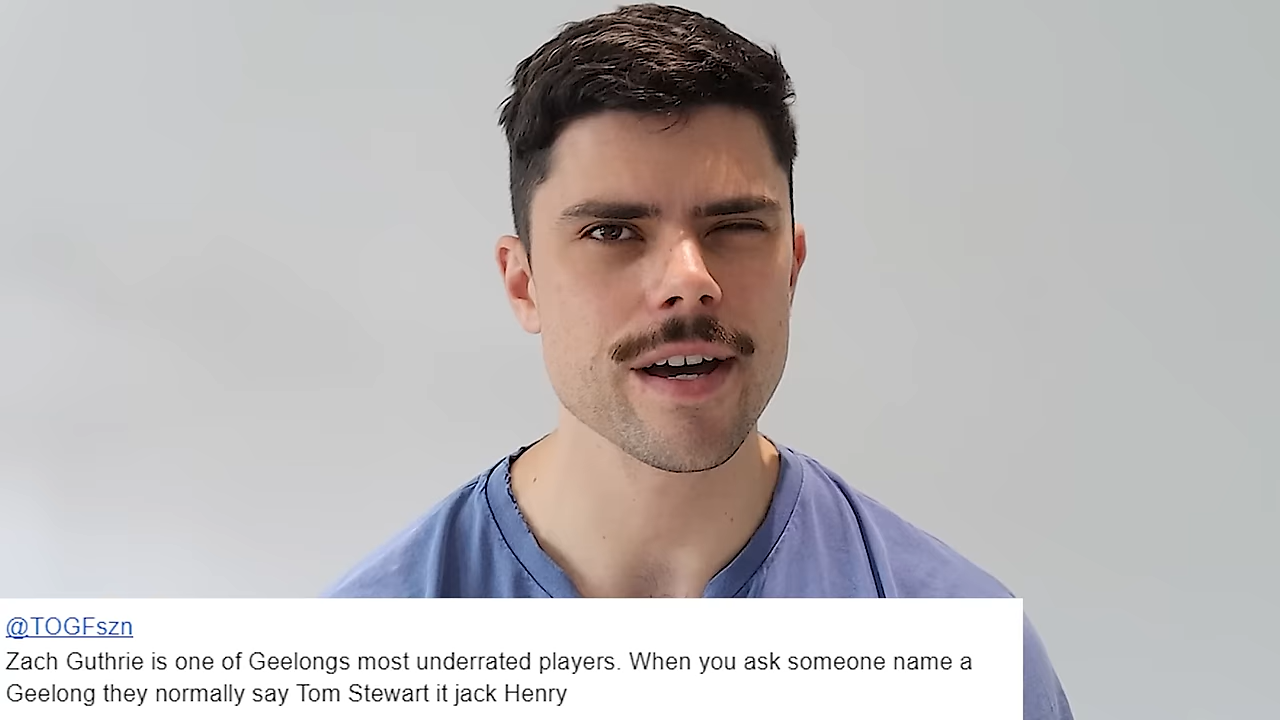 @TOGFszn
Zach Guthrie is one of Geelongs most underrated players. When you ask someone name a
Geelong they normally say Tom Stewart it jack Henry